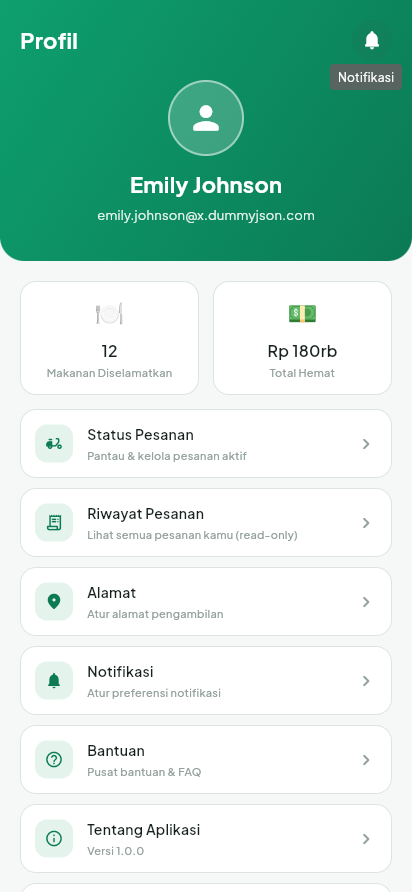 Profil
Notifikasi
Emily Johnson
emily.johnson@x.dummyjson.com
12
Makanan Diselamatkan
Rp 180rb
Total Hemat
Status Pesanan
Pantau & kelola pesanan aktif
Riwayat Pesanan
Lihat semua pesanan kamu (read-only)
Alamat
Atur alamat pengambilan
Notifikasi
Atur preferensi notifikasi
Bantuan
Pusat bantuan & FAQ
Tentang Aplikasi
Versi 1.0.0